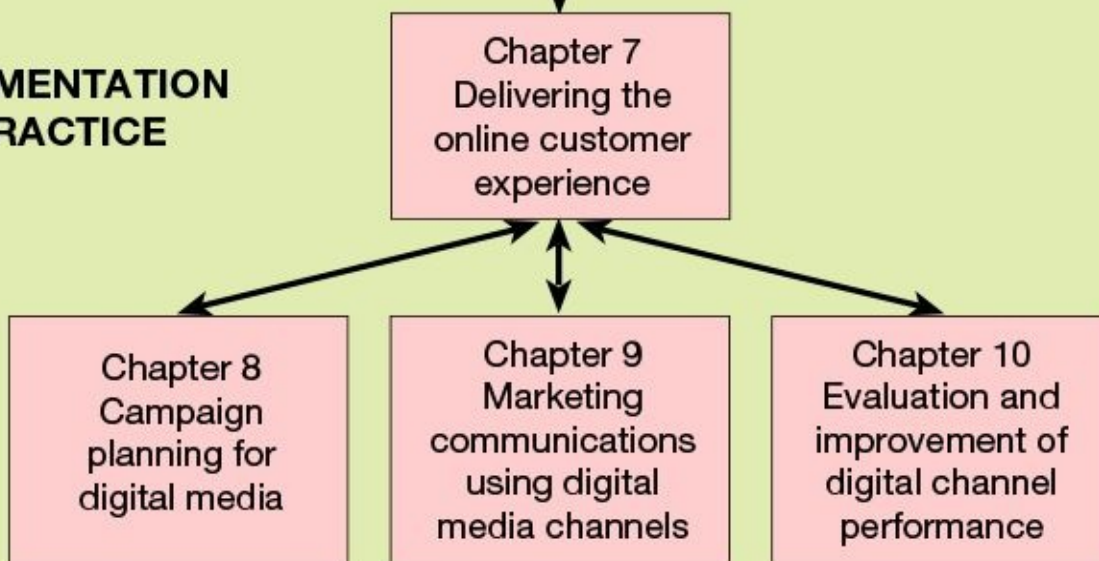 MENTATION
RACTICE
Chapter 7
Delivering the
online customer
experience
Chapter 8
Campaign
planning for
digital media
Chapter 9
Marketing
communications
using digital
media channels
Chapter 10
Evaluation and
improvement of
digital channel
performance